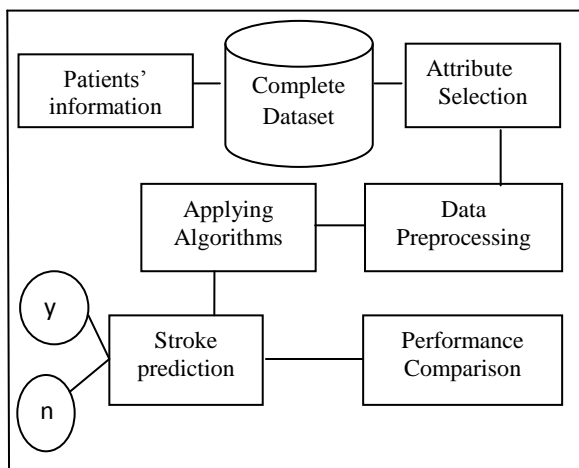 Patients’
information
Complete
Dataset
Attribute
Selection
Applying
Algorithms
Data
Preprocessing
y
n
Stroke
prediction
Performance
Comparison